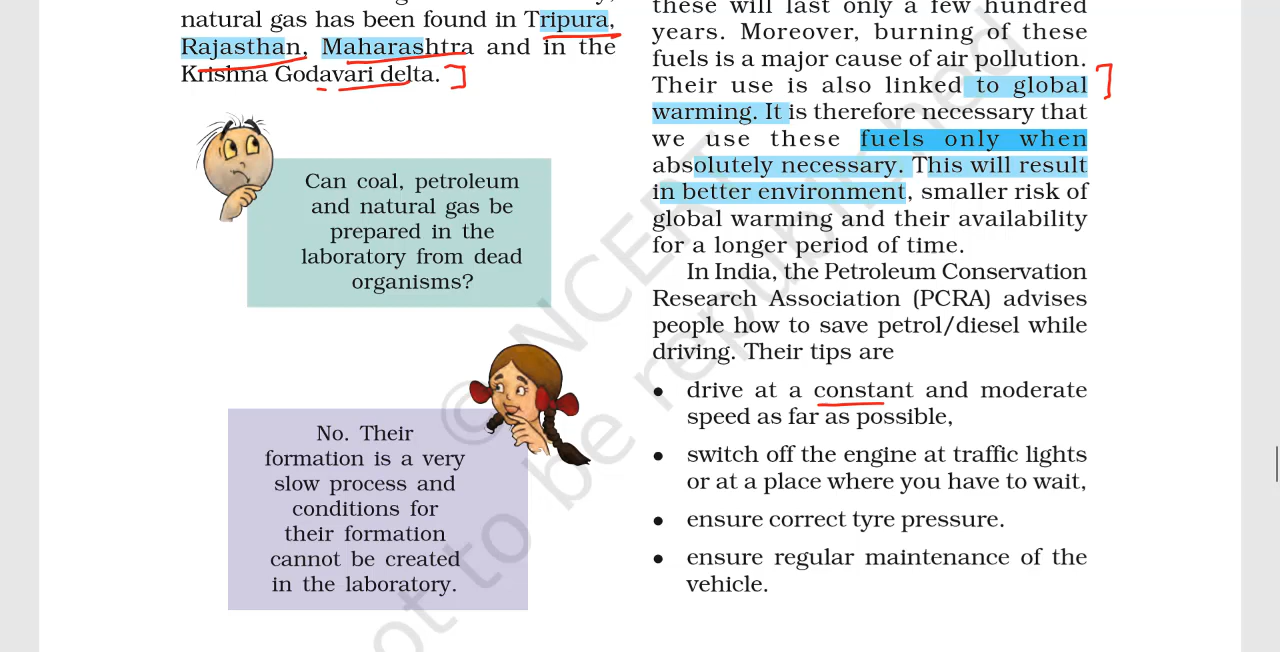 natural gas has been found in Tripura,
Rajasthan, Maharashtra and in the
Krishna Godavari delta.
Can coal, petroleum
and natural gas be
prepared in the
laboratory from dead
organisms?
No. Their
formation is a very
slow process and
conditions for
their formation
cannot be created
in the laboratory.
these will last only a few hundred
years. Moreover, burning of these
fuels is a major cause of air pollution.
Their use is also linked to global
warming. It is therefore necessary that
we use these fuels only when
absolutely necessary. This will result
in better environment, smaller risk of
global warming and their availability
for a longer period of time.
In India, the Petroleum Conservation
Research Association (PCRA) advises
people how to save petrol/diesel while
driving. Their tips are
• drive at a constant and moderate
speed as far as possible,
• switch off the engine at traffic lights
or at a place where you have to wait,
• ensure correct tyre pressure.
• ensure regular maintenance of the
vehicle.
© NCERT
not to be republished